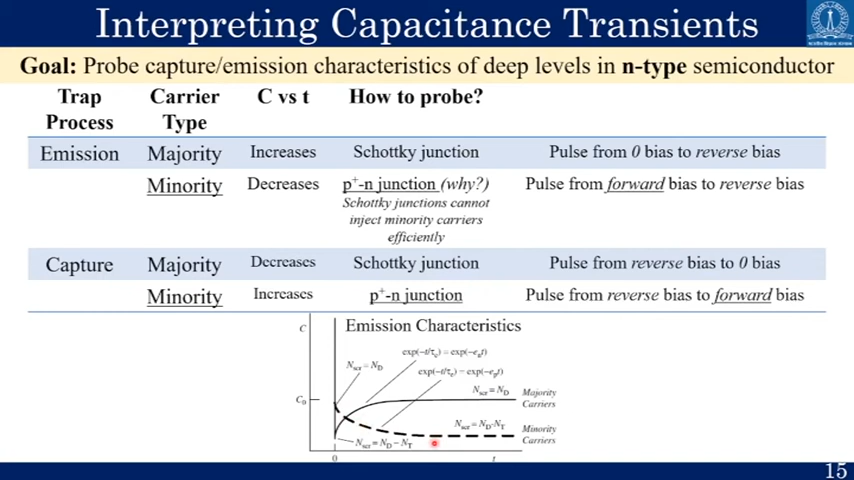 Interpreting Capacitance Transients
Goal: Probe capture/emission characteristics of deep levels in n-type semiconductor
Trap Process Carrier Type C vs t How to probe?
Emission Majority Increases Schottky junction Pulse from 0 bias to reverse bias
Minority Decreases p⁺-n junction (why?) Pulse from forward bias to reverse bias
Schottky junctions cannot
inject minority carriers
efficiently
Capture Majority Decreases Schottky junction Pulse from reverse bias to 0 bias
Minority Increases p⁺-n junction Pulse from reverse bias to forward bias
C Emission Characteristics
exp(−t/τe) = exp(−ent)
Nscr = ND
exp(−t/τe) = exp(−ept)
Nscr = ND
Majority
Carriers
C0
Nscr = ND-NT
Minority
Carriers
Nscr = ND − NT
0 t
15